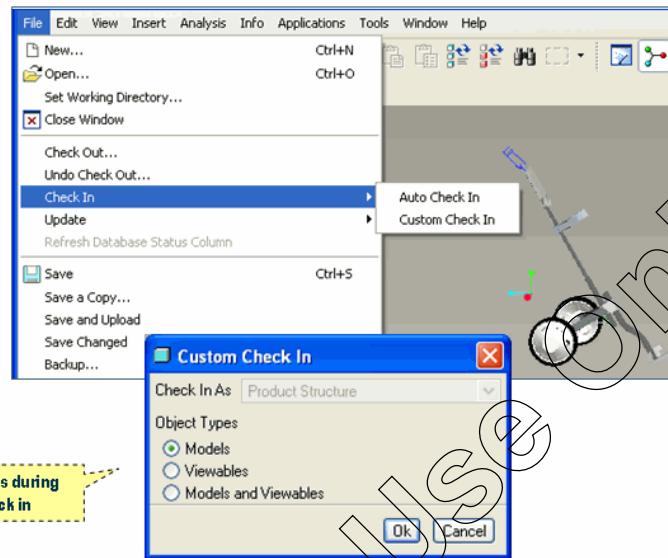 File Edit View Insert Analysis Info Applications Tools Window Help
New... Ctrl+N
Open... Ctrl+O
Set Working Directory...
Close Window
Check Out...
Undo Check Out...
Check In
Auto Check In
Update
Custom Check In
Refresh Database Status Column
Save Ctrl+S
Save a Copy...
Save and Upload
Save Changed
Backup...
Custom Check In
Check In As Product Structure
Object Types
Models
Viewables
Models and Viewables
Ok Cancel
s during
ck in
Use On